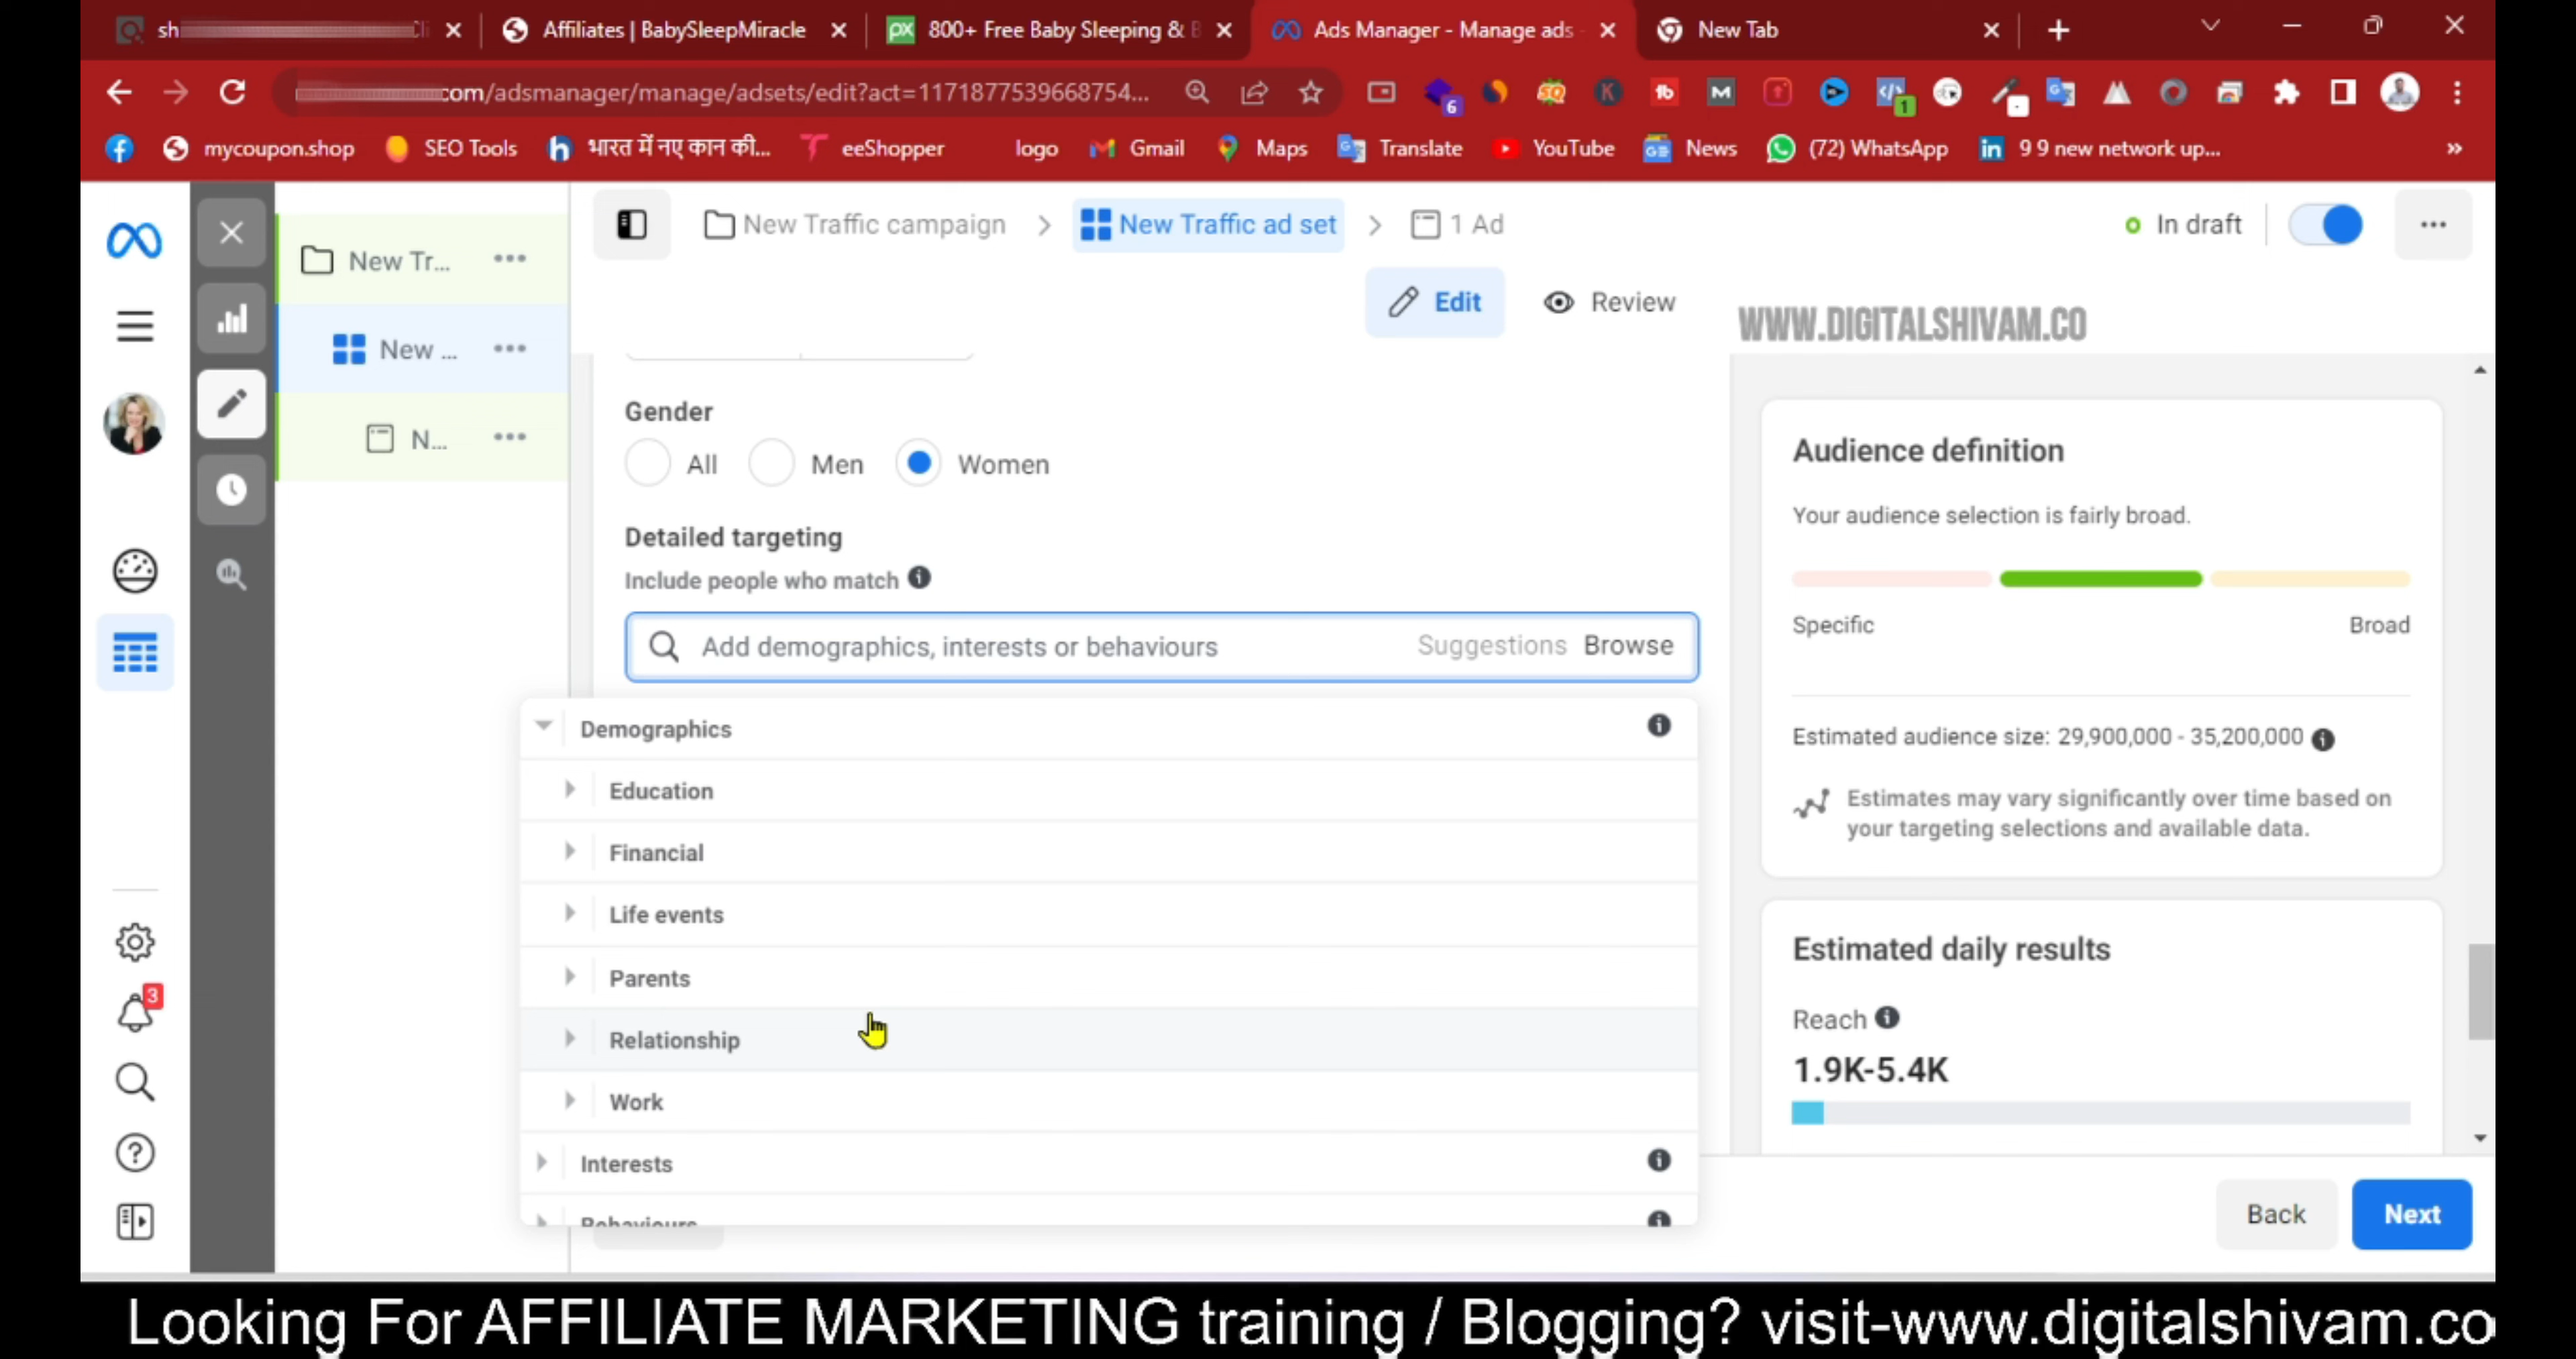 sh
Affiliates | BabySleepMiracle
800+ Free Baby Sleeping & B
Ads Manager - Manage ads -
New Tab
com/adsmanager/manage/adsets/edit?act=1171877539668754...
6
1
mycoupon.shop
SEO Tools
भारत में नए कान की...
eeShopper
logo
Gmail
Maps
Translate
YouTube
News
(72) WhatsApp
9 9 new network up...
New Traffic campaign
New Traffic ad set
1 Ad
In draft
New Tr...
New ...
N...
Edit
Review
WWW.DIGITALSHIVAM.CO
Gender
All
Men
Women
Detailed targeting
Include people who match
Add demographics, interests or behaviours
Suggestions
Browse
Demographics
Education
Financial
Life events
Parents
Relationship
Work
Interests
Behaviours
Audience definition
Your audience selection is fairly broad.
Specific
Broad
Estimated audience size: 29,900,000 - 35,200,000
Estimates may vary significantly over time based on
your targeting selections and available data.
Estimated daily results
Reach
1.9K-5.4K
3
Back
Next
Looking For AFFILIATE MARKETING training / Blogging? visit-www.digitalshivam.co